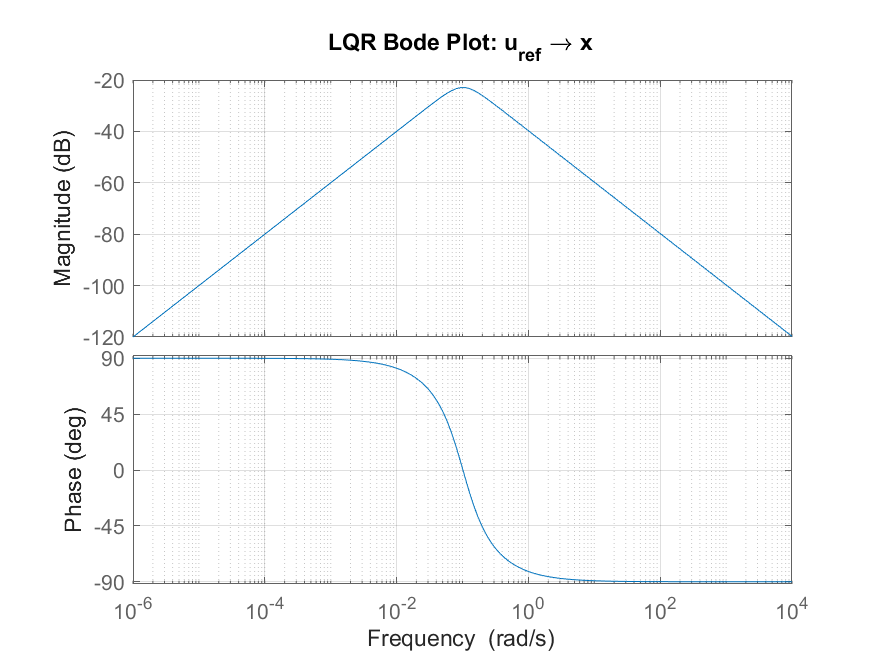 LQR Bode Plot: u_ref → x
Magnitude (dB)
-20
-40
-60
-80
-100
-120
Phase (deg)
90
45
0
-45
-90
10^-6 10^-4 10^-2 10^0 10^2 10^4
Frequency (rad/s)